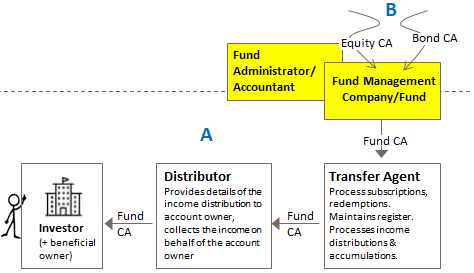 B
Equity CA
Bond CA
Fund
Administrator/
Accountant
Fund Management
Company/Fund
Fund CA
A
Investor
(+ beneficial
owner)
Fund
CA
Distributor
Provides details of the
income distribution to
account owner,
collects the income on
behalf of the account
owner
Fund
CA
Transfer Agent
Process subscriptions,
redemptions.
Maintains register.
Processes income
distributions &
accumulations.